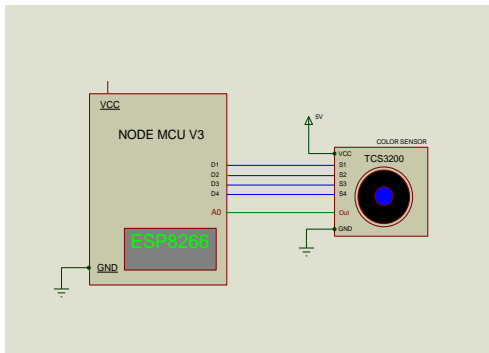 VCC
NODE MCU V3
D1
D2
D3
D4
A0
ESP8266
GND
5V
COLOR SENSOR
TCS3200
VCC
S1
S2
S3
S4
Out
GND